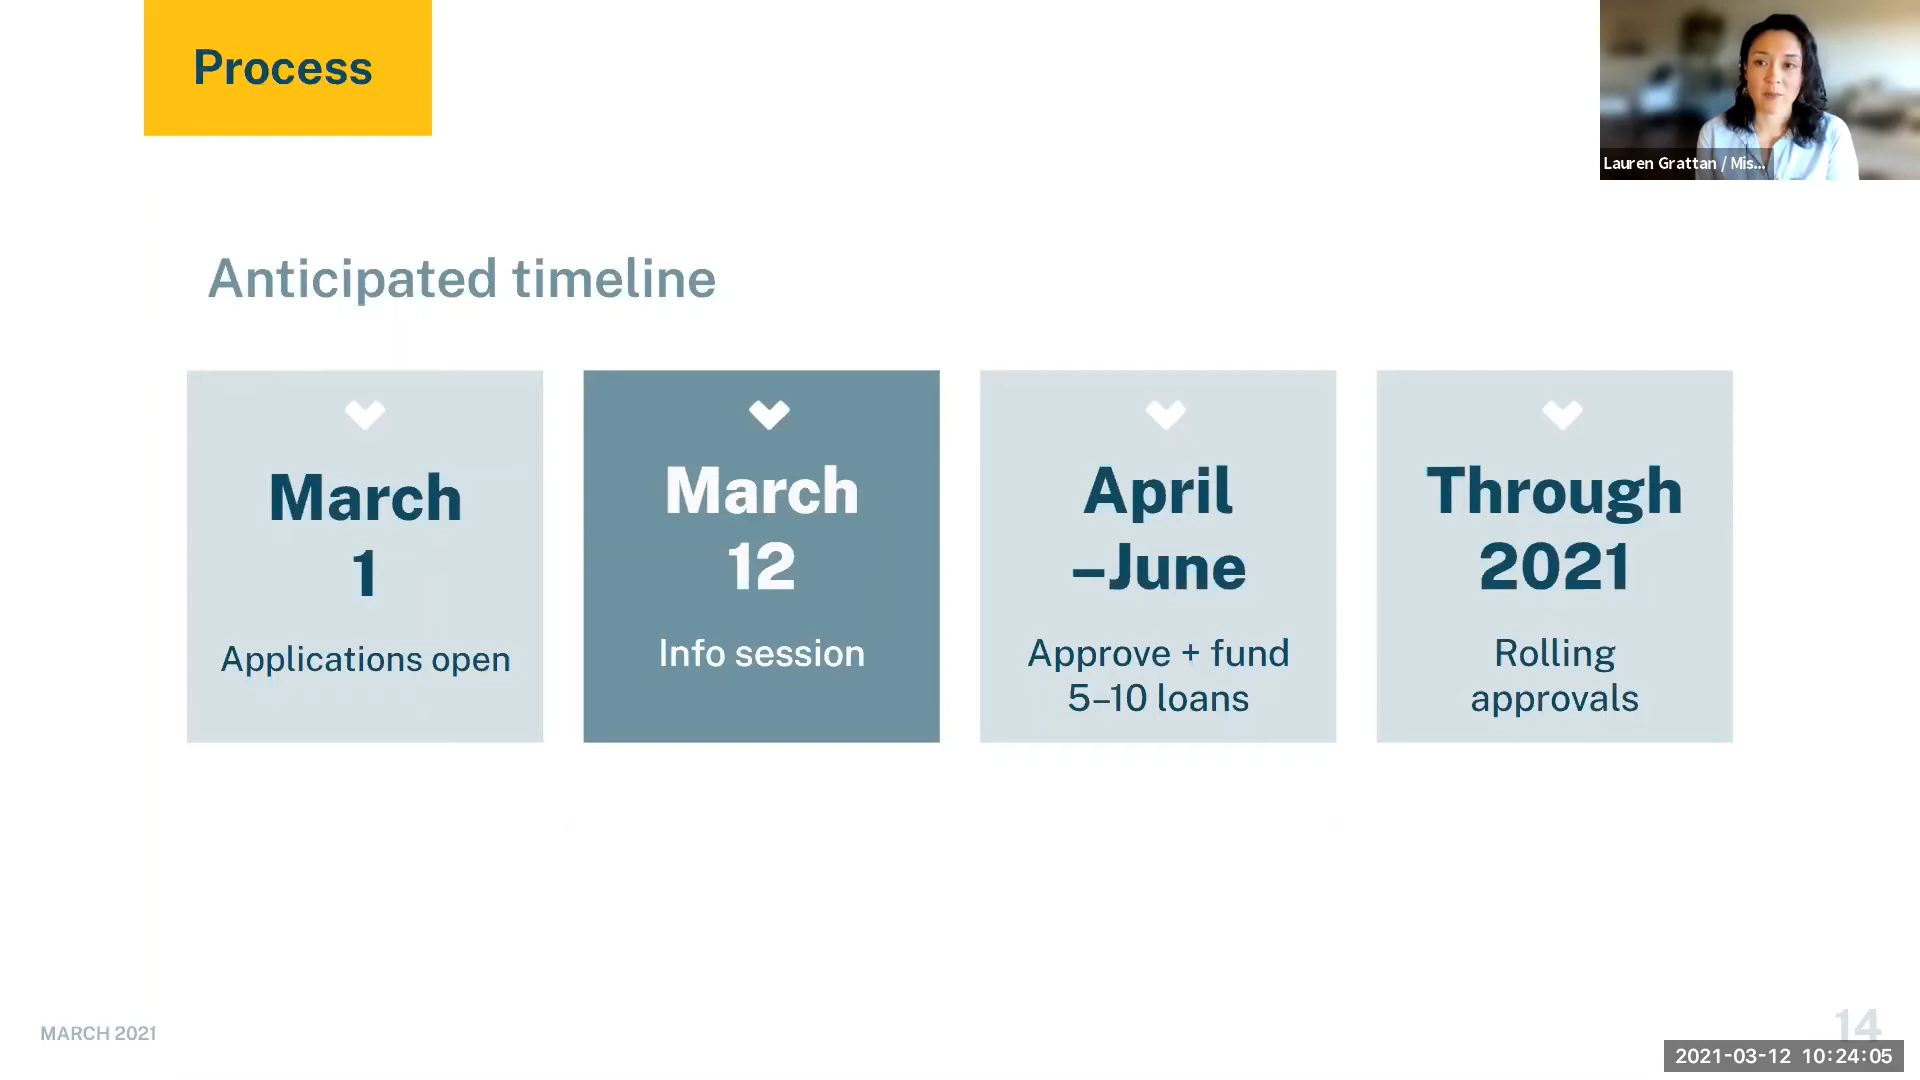 Process
Lauren Grattan / Mis...
Anticipated timeline
March
1
Applications open
March
12
Info session
April
–June
Approve + fund
5–10 loans
Through
2021
Rolling
approvals
MARCH 2021
14
2021-03-12 10:24:05